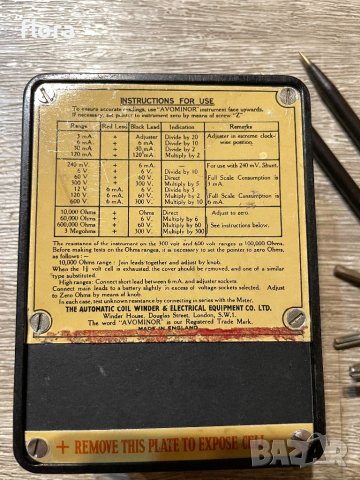 flora
INSTRUCTIONS FOR USE
To ensure accurate readings, use "AVOMINOR" instrument face upwards.
If necessary, set pointer to instrument zero by means of screw "Z"
Range Red Lead Black Lead Indication Remarks
3 mA. + Adjuster Divide by 20 Adjuster in extreme clock-
6 mA. + 6 mA. Divide by 10 wise position.
30 mA + 30 mA Divide by 2
120 mA + 120 mA Multiply by 2
240 mV + 6 mA. For use with 240 mV. Shunt.
6 V. + 6 V. Divide by 10
60 V. + 60 V. Direct Full Scale Consumption is
300 V. + 300 V. Multiply by 5 3 mA.
12 V + 6 mA. 6 V. Divide by 5
120 V. + 6 mA. 60 V. Multiply by 2 Full Scale Consumption is
600 V. + 6 mA. 300 V. Multiply by 10 6 mA.
10,000 Ohms + Ohms Direct Adjust to zero.
60,000 Ohms + 6 V. Multiply by 6
600,000 Ohms + 60 V. Multiply by 60 See instructions below.
3 Megohms + 300 V. Multiply by 300
The resistance of the instrument on the 300 volt and 600 volt ranges is 100,000 Ohms.
Before making tests on the Ohms ranges, it is necessary to set the pointer to zero Ohms,
as follows :—
10,000 Ohms range : Join leads together and adjust by knob.
When the 1½ volt cell is exhausted, the cover should be removed, and one of a similar
type substituted.
High Ranges: Connect short lead between 6 mA. and adjuster sockets.
Connect main leads to a battery slightly in excess of voltage sockets selected. Adjust
to Zero Ohms by means of knob.
In each case, test unknown resistance by connecting in series with the Meter.
THE AUTOMATIC COIL WINDER & ELECTRICAL EQUIPMENT CO. LTD.
Winder House, Douglas Street, London, S.W.1.
The word "AVOMINOR" is our Registered Trade Mark.
MADE IN ENGLAND
+ REMOVE THIS PLATE TO EXPOSE CELL
bazar